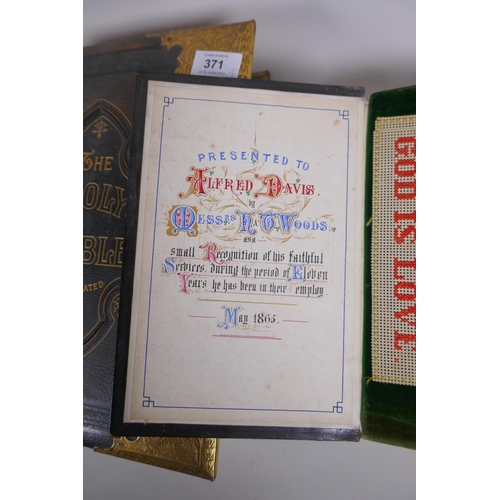 371
THE
HOLY
BIBLE
PRESENTED TO
ALFRED DAVIS.
by
MESSRS H. & T. WOODS.
as a
small Recognition of his faithful
Services, during the period of Eleven
Years he has been in their employ
May 1865.
GOD IS LOVE.